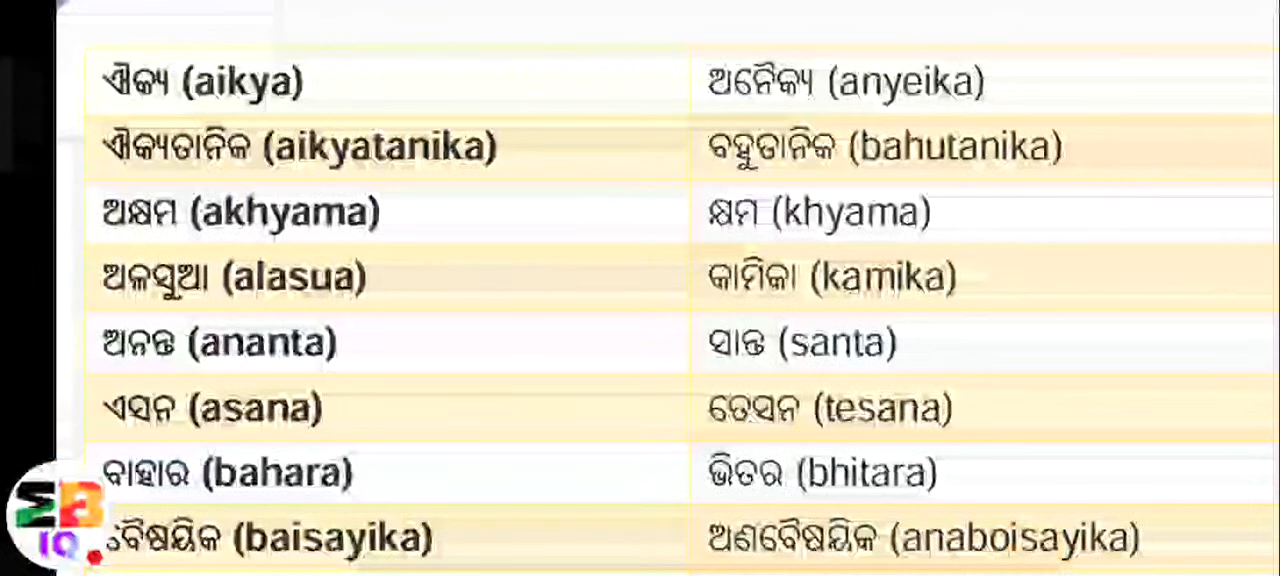 ଐକ୍ୟ (aikya) ଅନୈକ୍ୟ (anyeika)
ଐକ୍ୟତାନିକ (aikyatanika) ବହୁତାନିକ (bahutanika)
ଅକ୍ଷମ (akhyama) କ୍ଷମ (khyama)
ଅଳସୁଆ (alasua) କାମିକା (kamika)
ଅନନ୍ତ (ananta) ସାନ୍ତ (santa)
ଏସନ (asana) ତେସନ (tesana)
ବାହାର (bahara) ଭିତର (bhitara)
ବୈଷୟିକ (baisayika) ଅଣବୈଷୟିକ (anaboisayika)
IQ